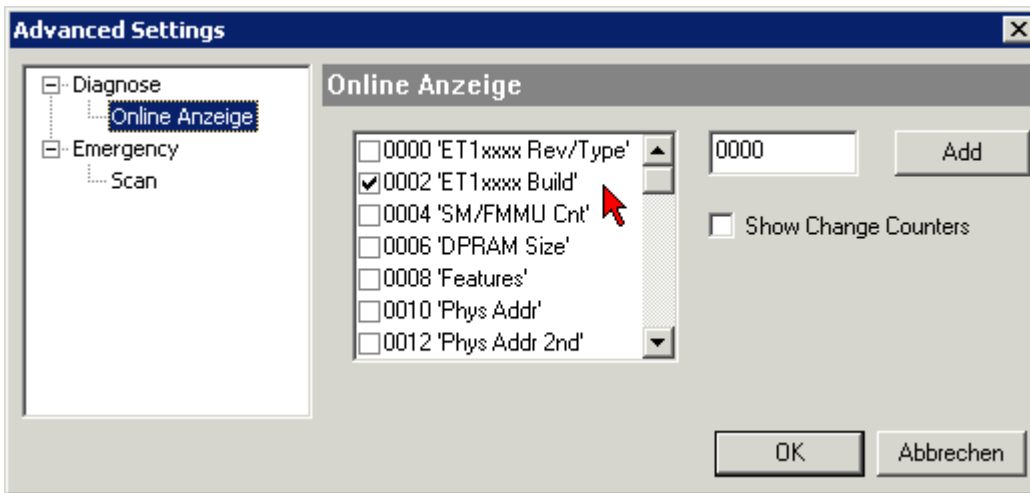 Advanced Settings
Diagnose
Online Anzeige
Emergency
Scan
Online Anzeige
0000 'ET1xxxx Rev/Type'
0002 'ET1xxxx Build'
0004 'SM/FMMU Cnt'
0006 'DPRAM Size'
0008 'Features'
0010 'Phys Addr'
0012 'Phys Addr 2nd'
0000
Add
Show Change Counters
OK
Abbrechen